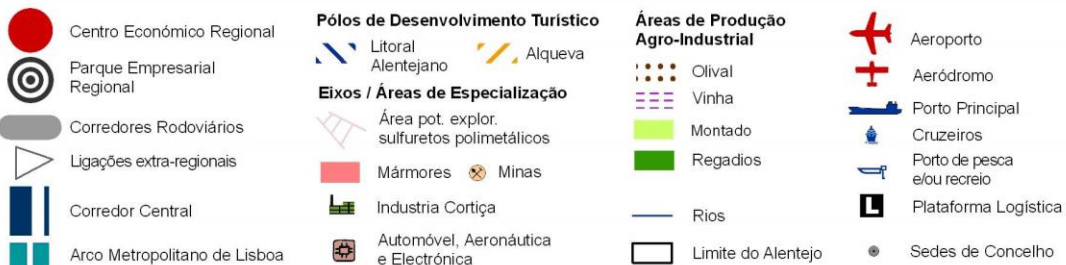 Centro Económico Regional
Parque Empresarial
Regional
Corredores Rodoviários
Ligações extra-regionais
Corredor Central
Arco Metropolitano de Lisboa
Pólos de Desenvolvimento Turístico
Litoral
Alentejano
Alqueva
Eixos / Áreas de Especialização
Área pot. explor.
sulfuretos polimetálicos
Mármores
Minas
Industria Cortiça
Automóvel, Aeronáutica
e Electrónica
Áreas de Produção
Agro-Industrial
Olival
Vinha
Montado
Regadios
Rios
Limite do Alentejo
Aeroporto
Aeródromo
Porto Principal
Cruzeiros
Porto de pesca
e/ou recreio
L
Plataforma Logística
Sedes de Concelho